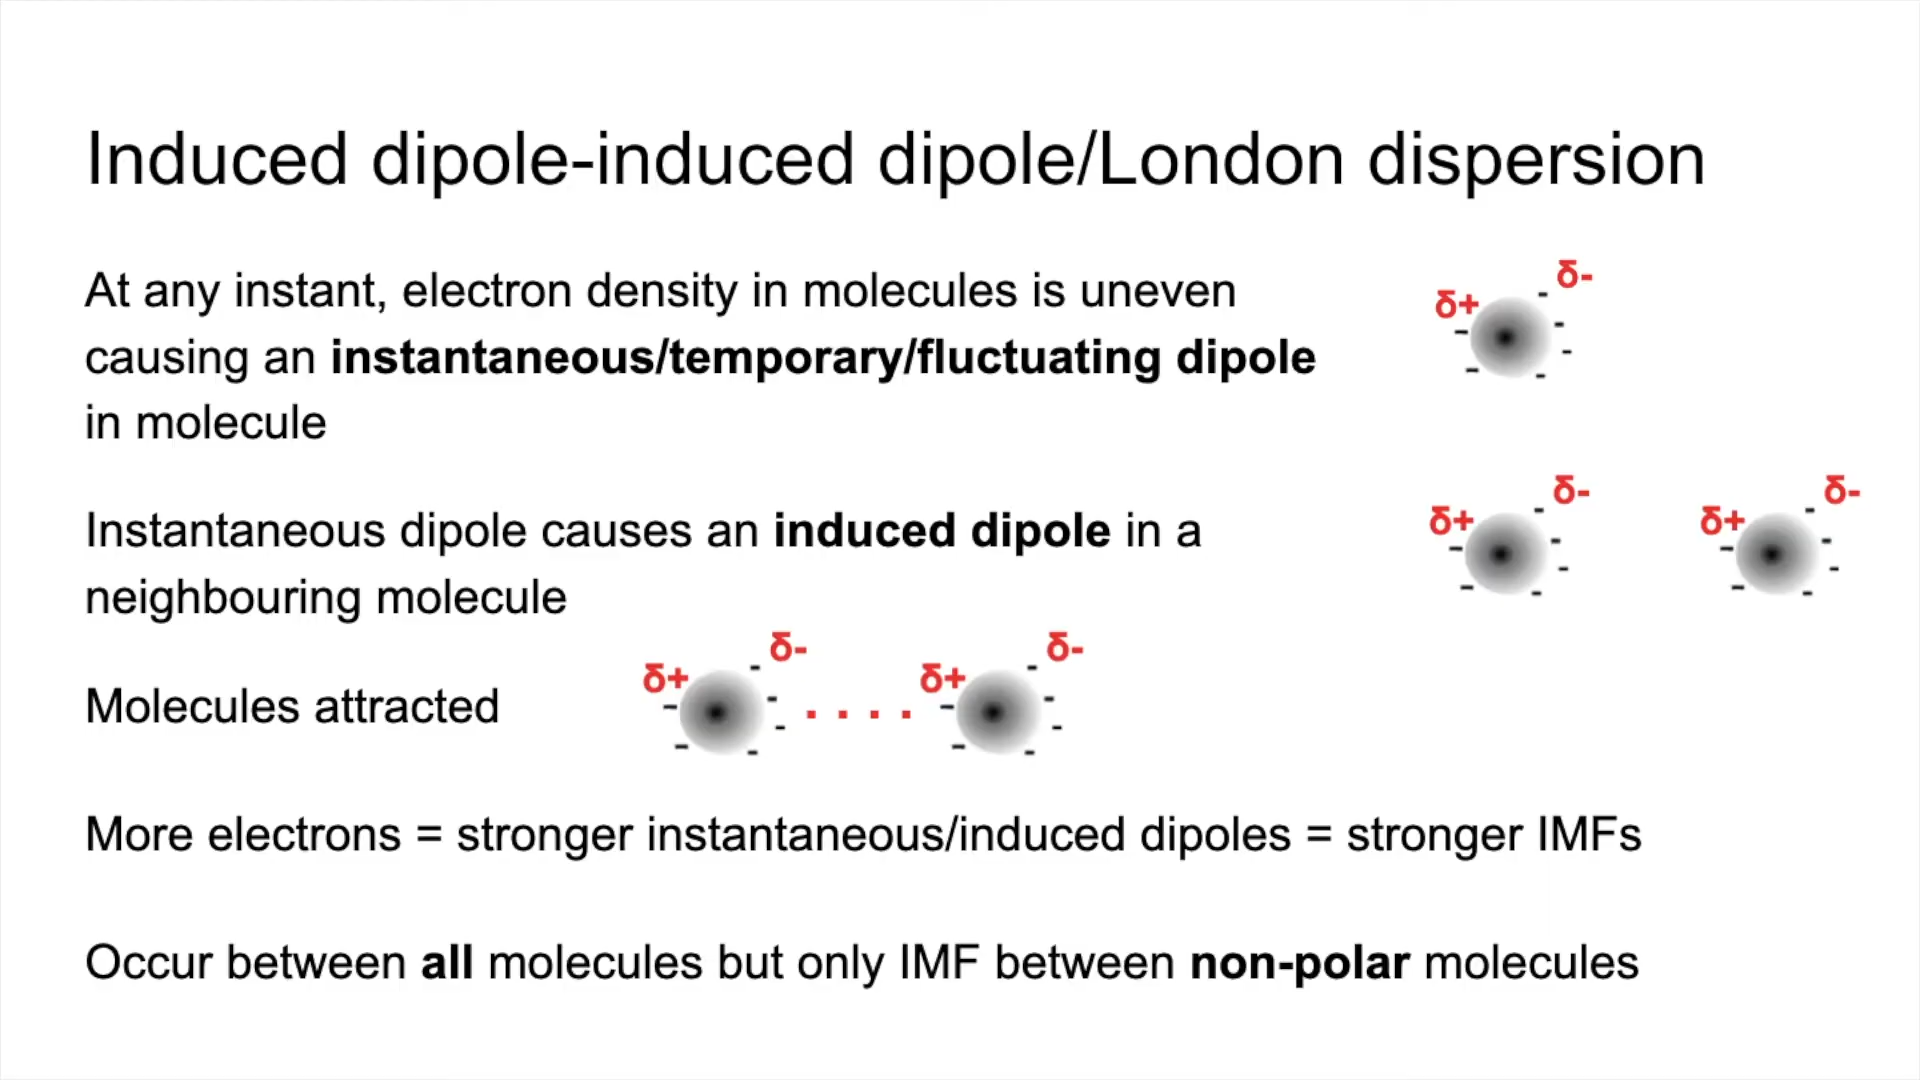 Induced dipole-induced dipole/London dispersion
At any instant, electron density in molecules is uneven
causing an instantaneous/temporary/fluctuating dipole
in molecule
δ+ δ-
Instantaneous dipole causes an induced dipole in a
neighbouring molecule
δ+ δ- δ+ δ-
Molecules attracted
δ+ δ- δ+ δ-
More electrons = stronger instantaneous/induced dipoles = stronger IMFs
Occur between all molecules but only IMF between non-polar molecules